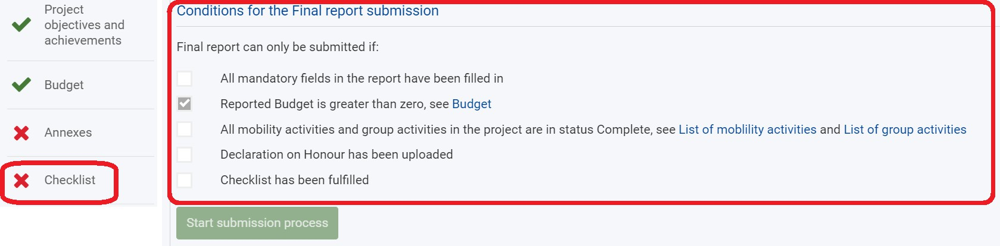 Project
objectives and
achievements
Budget
Annexes
Checklist
Conditions for the Final report submission
Final report can only be submitted if:
All mandatory fields in the report have been filled in
Reported Budget is greater than zero, see Budget
All mobility activities and group activities in the project are in status Complete, see List of moblility activities and List of group activities
Declaration on Honour has been uploaded
Checklist has been fulfilled
Start submission process